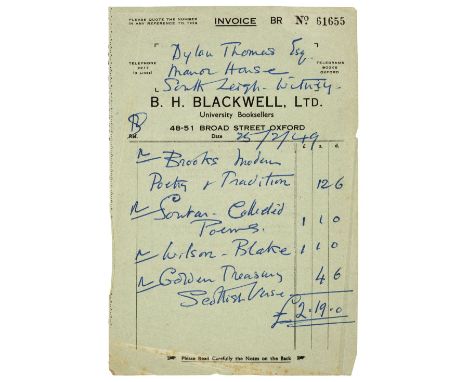 PLEASE QUOTE THE NUMBER
IN ANY REFERENCE TO THIS
INVOICE BR No 61655
TELEPHONE
TELEGRAMS
BOOKS
OXFORD
Dylan Thomas Esq.
Manor House
South Leigh - Witney
B. H. BLACKWELL, LTD.
University Booksellers
48-51 BROAD STREET OXFORD
Date 25/2/49
£ S. D.
Brooks Modern
Poetry & Tradition 12 6
Soutar - Collected
Poems. 1 1 0
Wilson - Blake 1 1 0
Golden Treasury 4 6
Scottish Verse
£2.19.0
Please Read Carefully the Notes on the Back